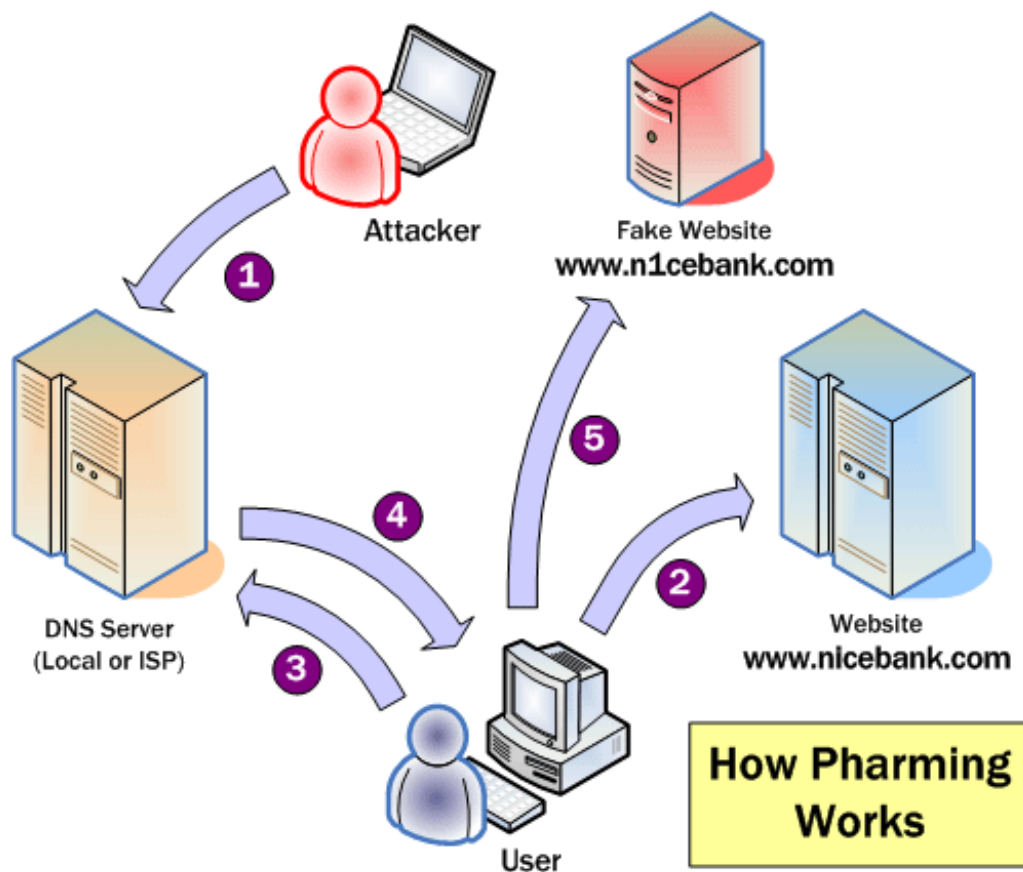 Attacker
Fake Website
www.n1cebank.com
1
5
4
2
DNS Server
(Local or ISP)
3
Website
www.nicebank.com
User
How Pharming
Works